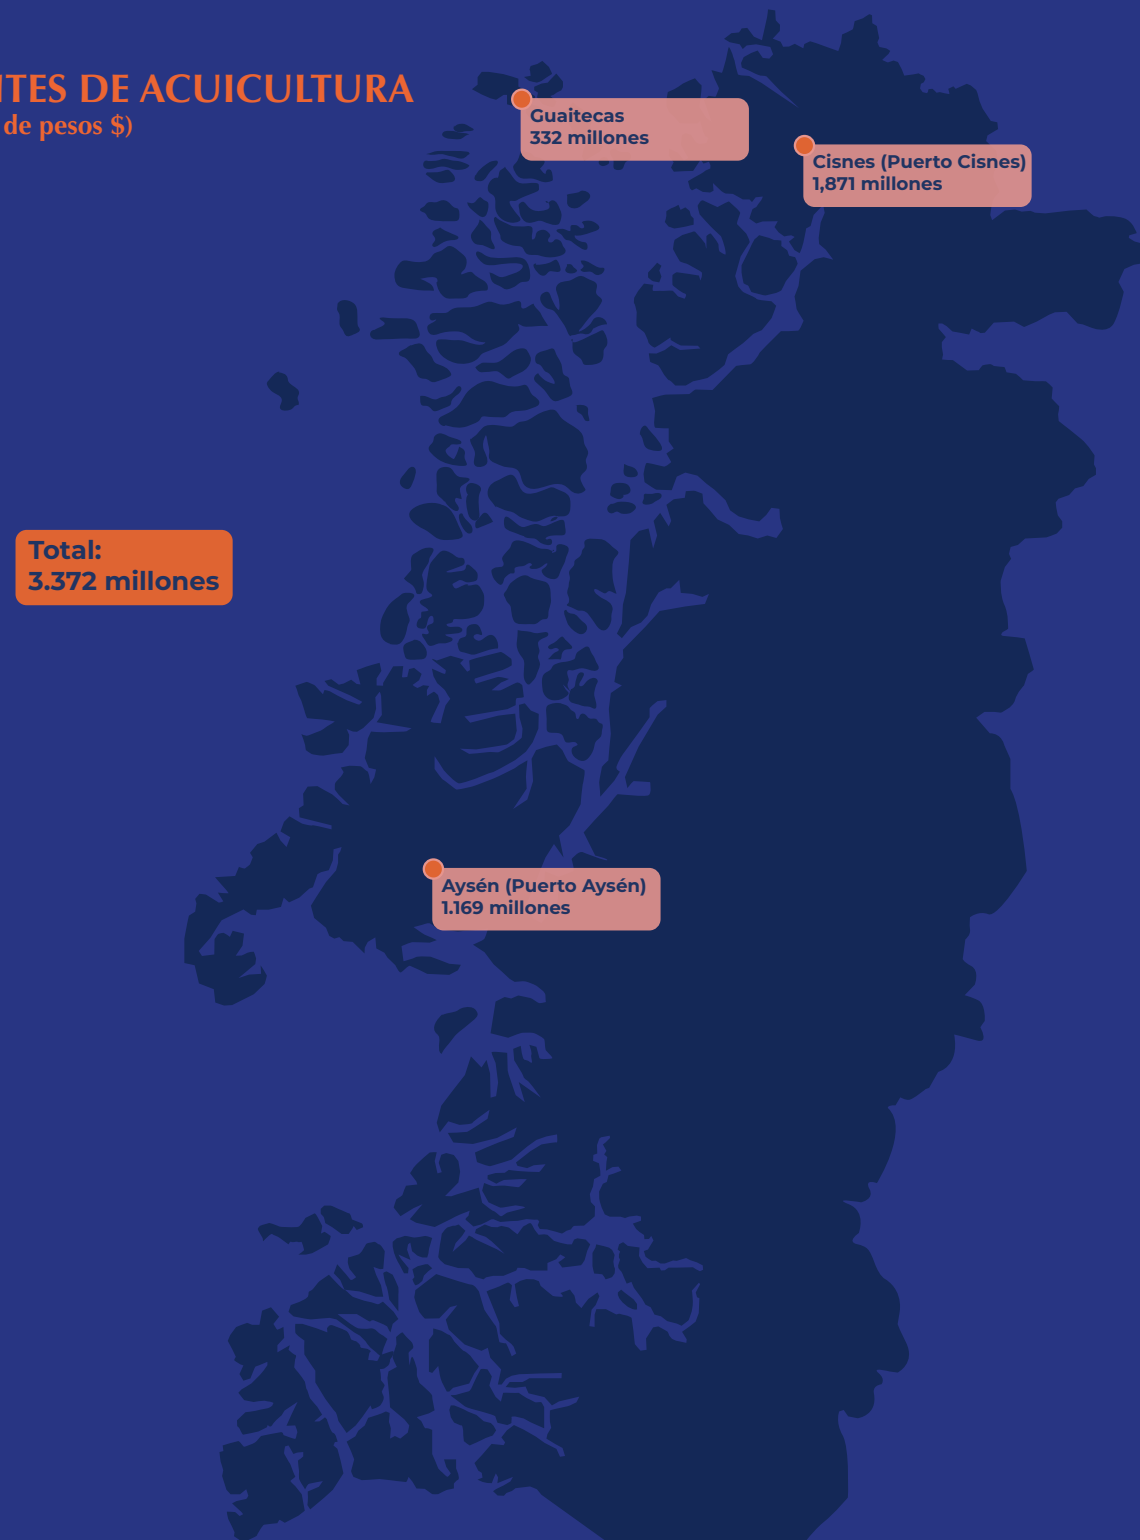 DE ACUICULTURA
de pesos $)
Guaitecas
332 millones
Cisnes (Puerto Cisnes)
1,871 millones
Total:
3.372 millones
Aysén (Puerto Aysén)
1.169 millones